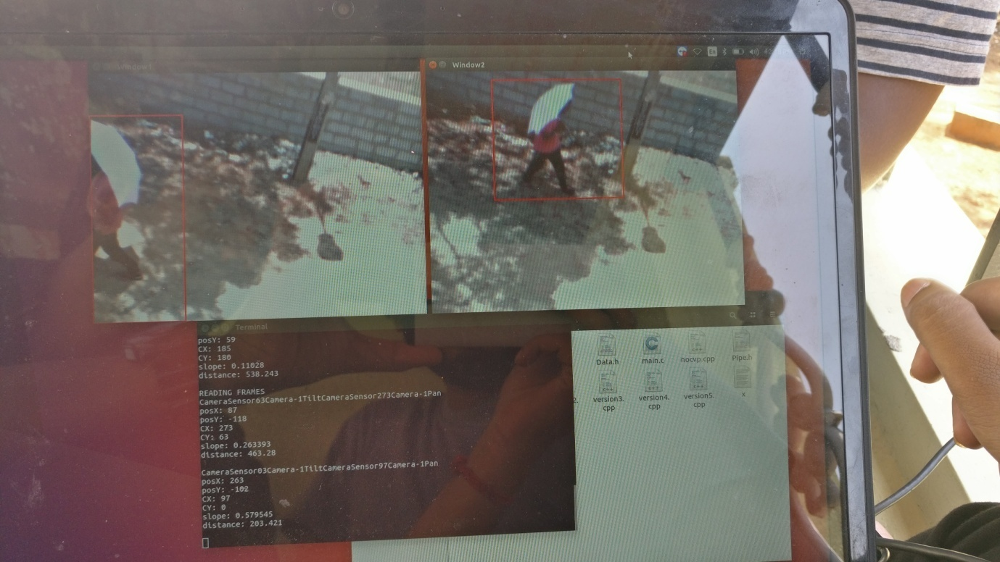 Window1
Window2
En
Terminal
posY: 59
CX: 185
CY: 180
slope: 0.11028
distance: 538.243
READING FRAMES
CameraSensor63Camera-1TiltCameraSensor273Camera-1Pan
posX: 87
posY: -118
CX: 273
CY: 63
slope: 0.263393
distance: 463.28
CameraSensor03Camera-1TiltCameraSensor97Camera-1Pan
posX: 263
posY: -102
CX: 97
CY: 0
slope: 0.579545
distance: 203.421
Data.h
main.c
nocvp.cpp
Pipe.h
version3.
cpp
version4.
cpp
version5.
cpp
x